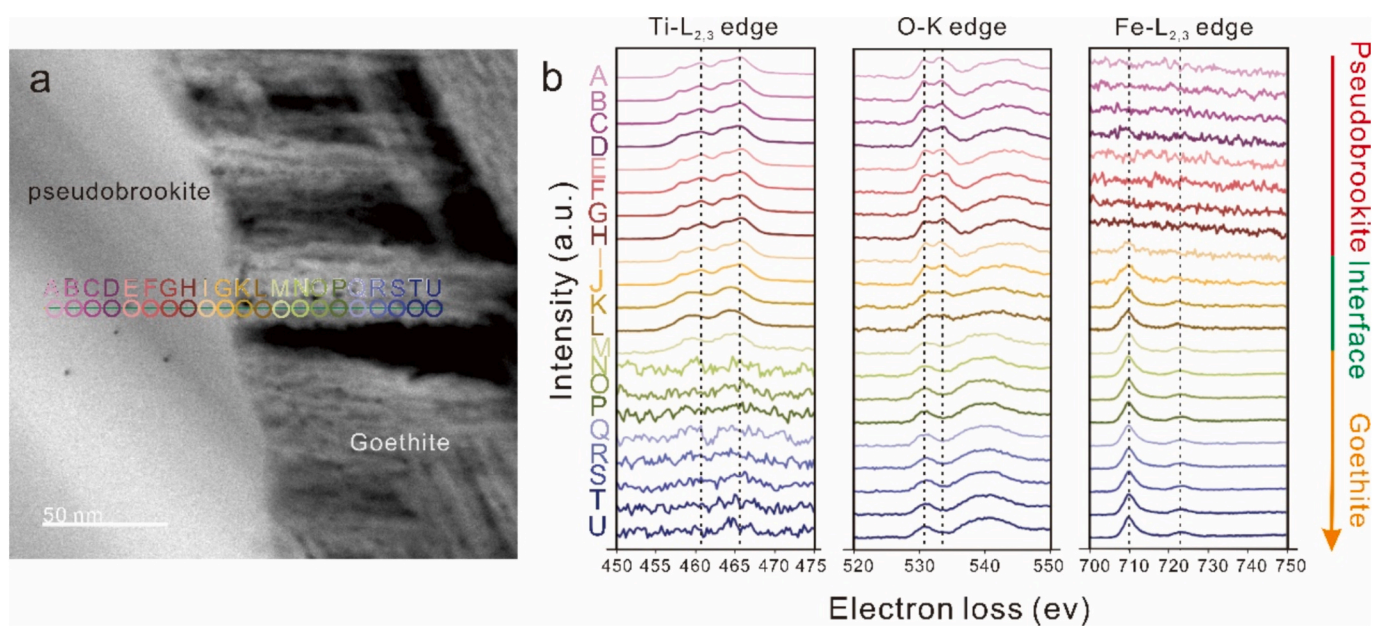 a
pseudobrookite
ABCDEFGHIGKLMNOPQRSTU
Goethite
50 nm
b
Ti-L2,3 edge
O-K edge
Fe-L2,3 edge
Intensity (a.u.)
A
B
C
D
E
F
G
H
I
J
K
L
M
N
O
P
Q
R
S
T
U
450 455 460 465 470 475
520 530 540 550
700 710 720 730 740 750
Electron loss (ev)
Pseudobrookite
Interface
Goethite